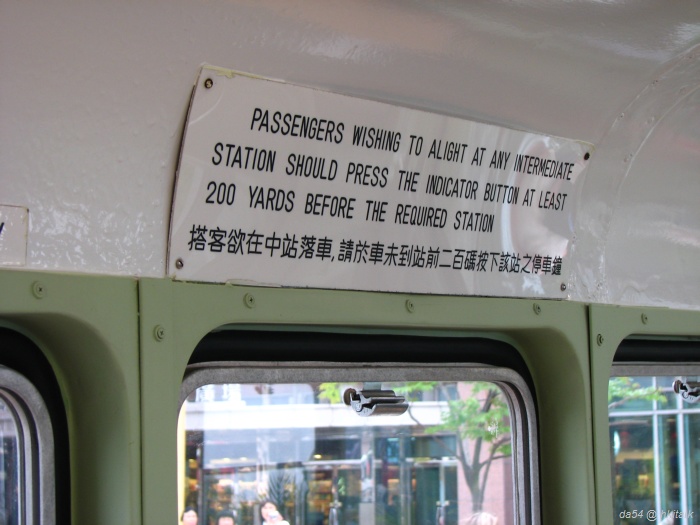 PASSENGERS WISHING TO ALIGHT AT ANY INTERMEDIATE
STATION SHOULD PRESS THE INDICATOR BUTTON AT LEAST
200 YARDS BEFORE THE REQUIRED STATION
搭客欲在中站落車,請於車未到站前二百碼按下該站之停車鐘
da54 @ hkitalk